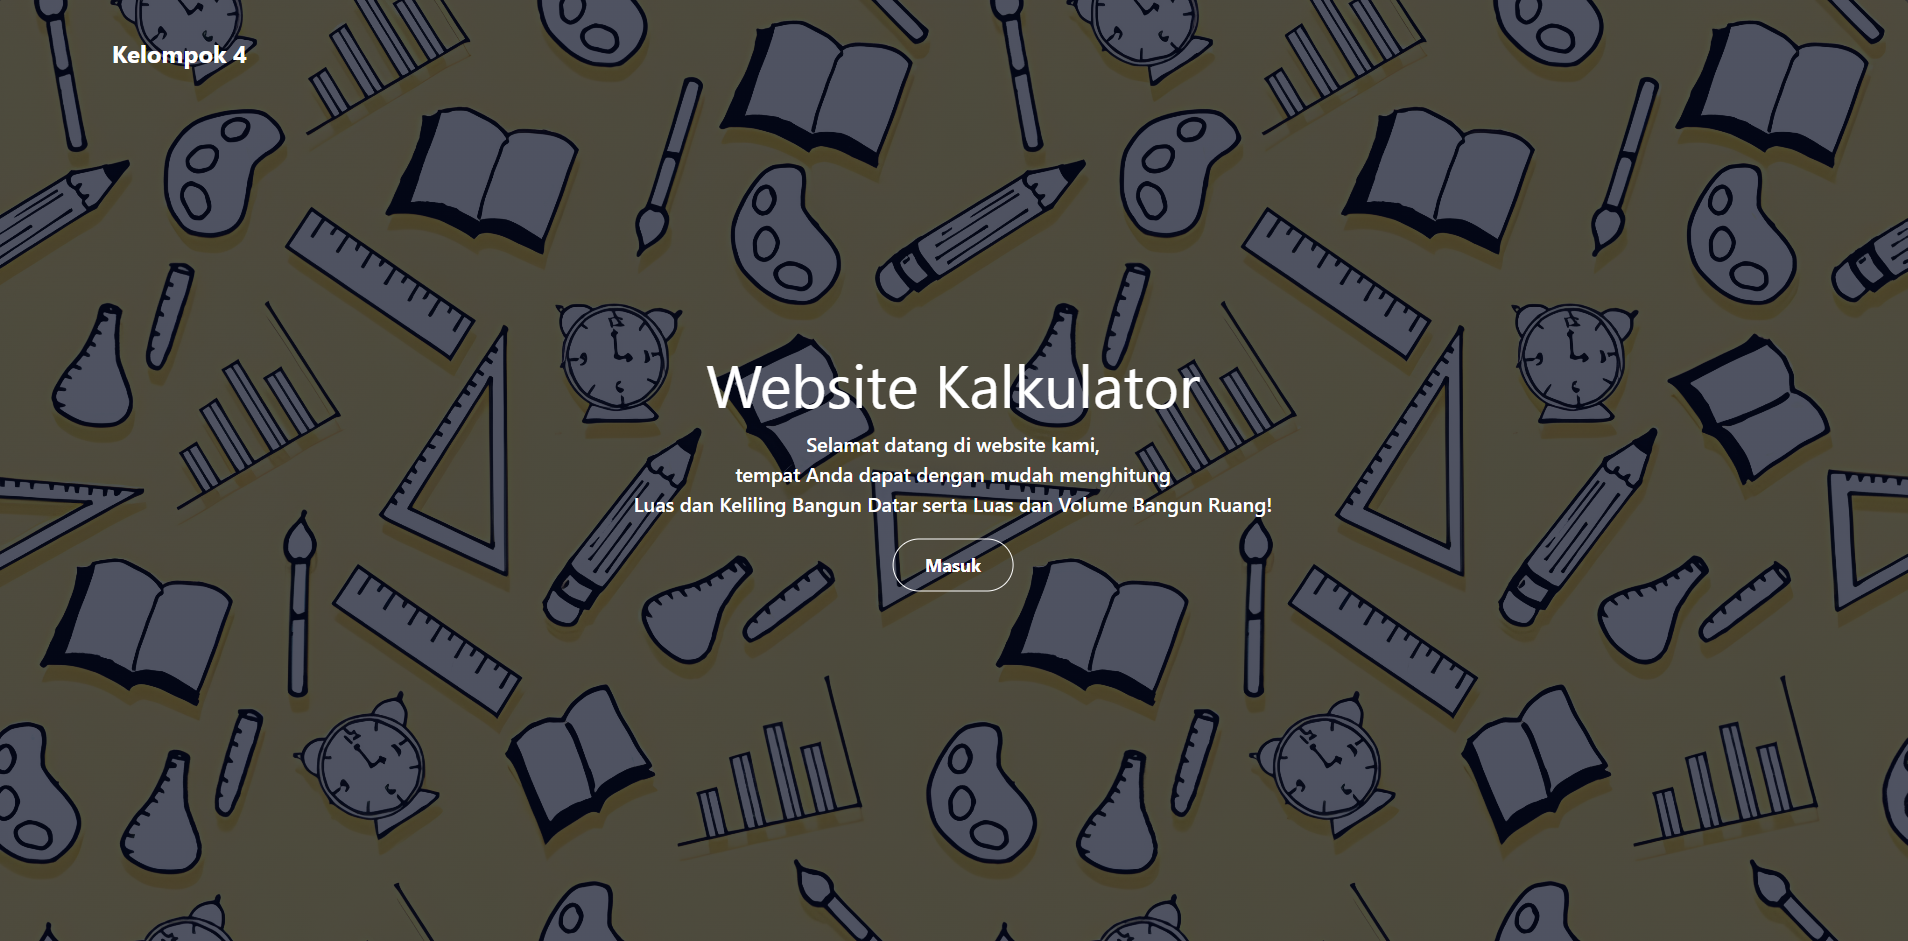 Kelompok 4
Website Kalkulator
Selamat datang di website kami,
tempat Anda dapat dengan mudah menghitung
Luas dan Keliling Bangun Datar serta Luas dan Volume Bangun Ruang!
Masuk